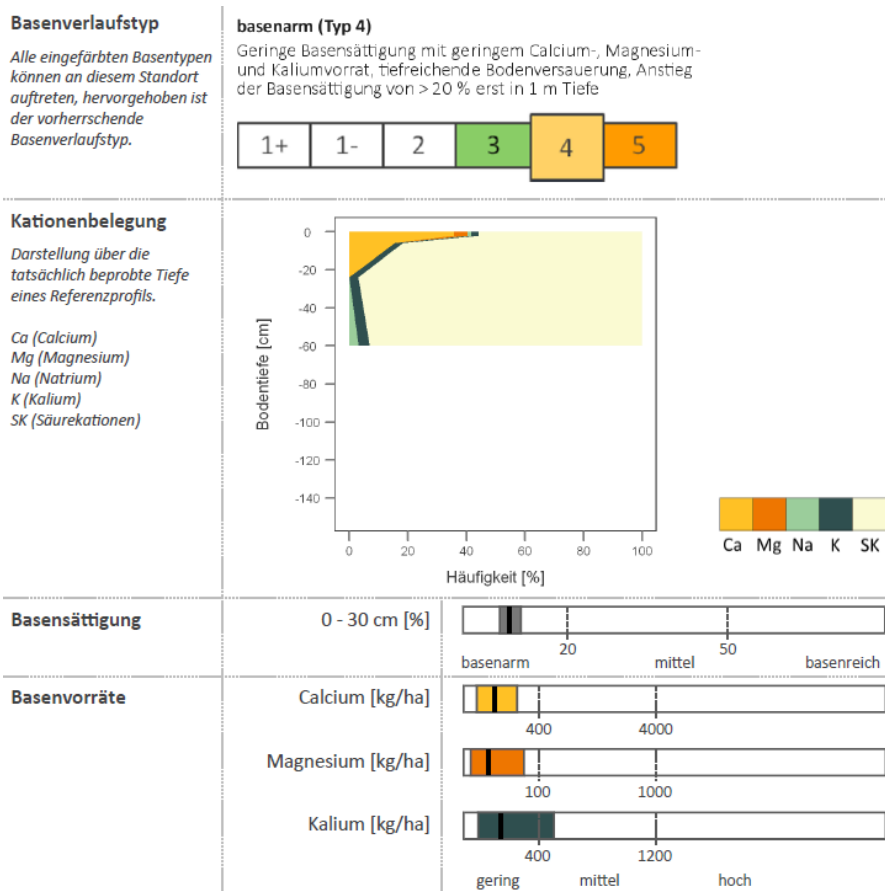 Basenverlaufstyp
Alle eingefärbten Basentypen
können an diesem Standort
auftreten, hervorgehoben ist
der vorherrschende
Basenverlaufstyp.
basenarm (Typ 4)
Geringe Basensättigung mit geringem Calcium-, Magnesium-
und Kaliumvorrat, tiefreichende Bodenversauerung, Anstieg
der Basensättigung von > 20 % erst in 1 m Tiefe
1+ 1- 2 3 4 5
Kationenbelegung
Darstellung über die
tatsächlich beprobte Tiefe
eines Referenzprofils.
Ca (Calcium)
Mg (Magnesium)
Na (Natrium)
K (Kalium)
SK (Säurekationen)
Bodentiefe [cm]
0
-20
-40
-60
-80
-100
-120
-140
0 20 40 60 80 100
Häufigkeit [%]
Ca Mg Na K SK
Basensättigung
0 - 30 cm [%]
20 50
basenarm mittel basenreich
Basenvorräte
Calcium [kg/ha]
400 4000
Magnesium [kg/ha]
100 1000
Kalium [kg/ha]
400 1200
gering mittel hoch